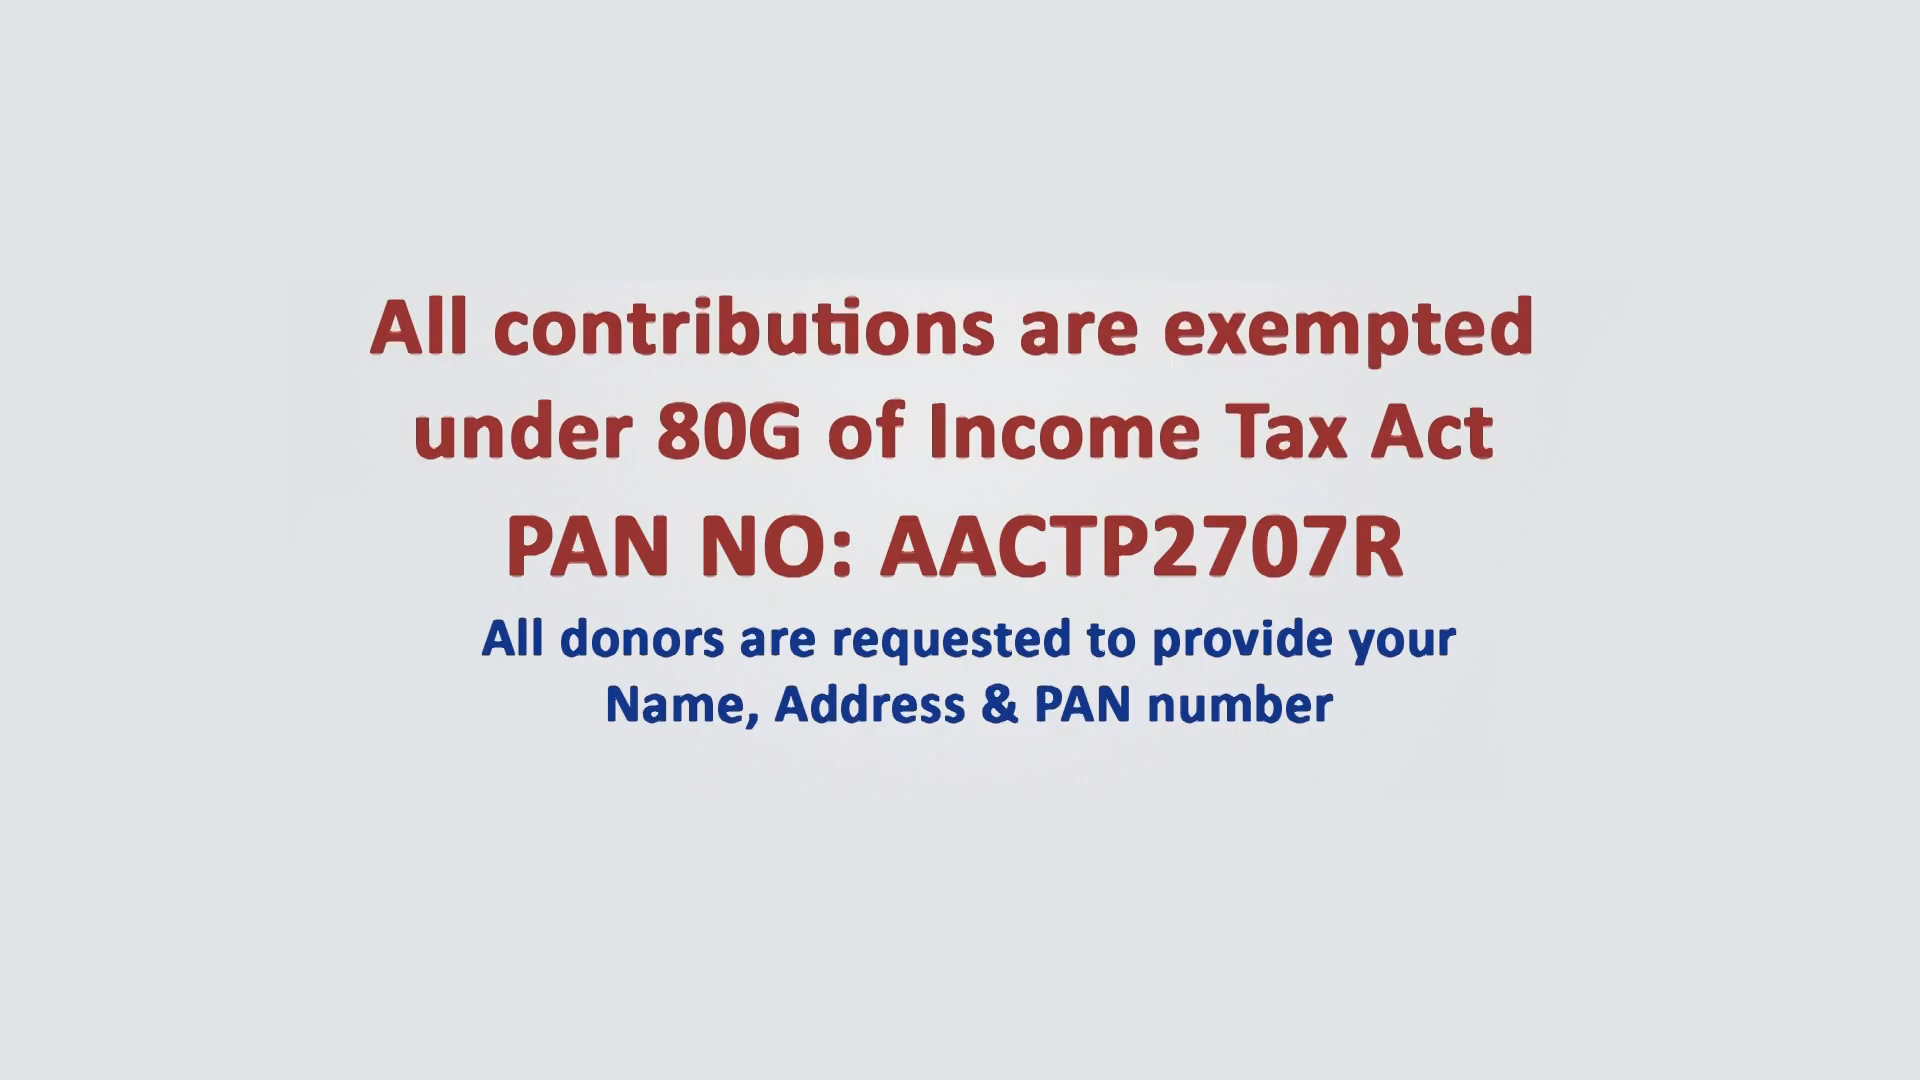 All contributions are exempted
under 80G of Income Tax Act
PAN NO: AACTP2707R
All donors are requested to provide your
Name, Address & PAN number